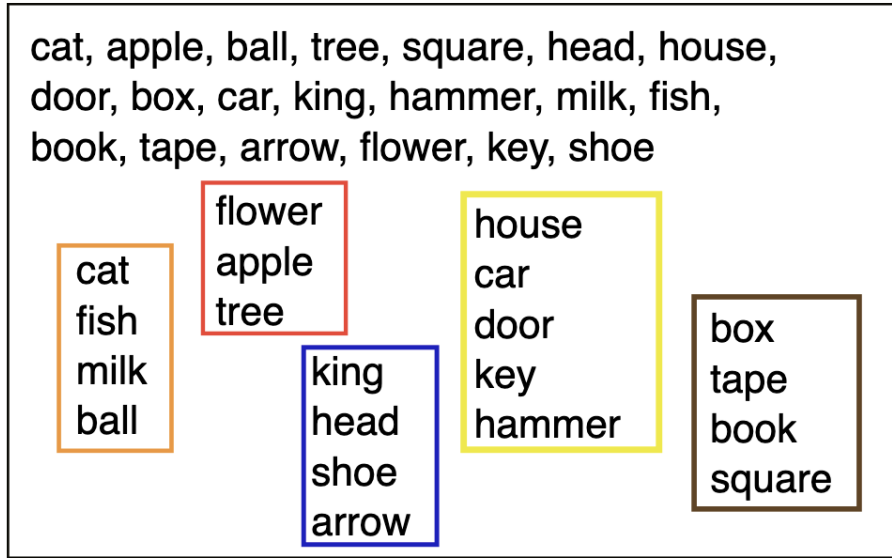 cat, apple, ball, tree, square, head, house,
door, box, car, king, hammer, milk, fish,
book, tape, arrow, flower, key, shoe
cat
fish
milk
ball
flower
apple
tree
king
head
shoe
arrow
house
car
door
key
hammer
box
tape
book
square